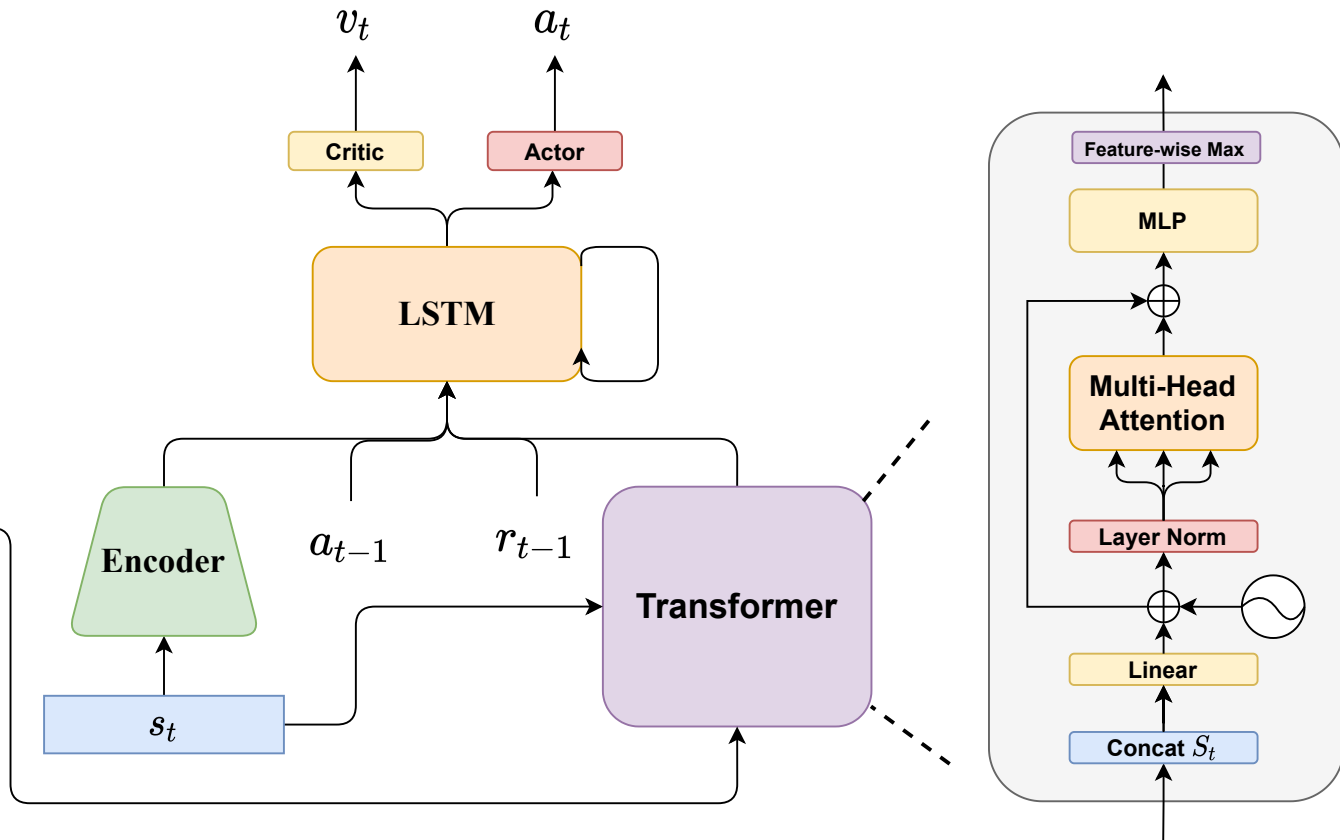 v_t
a_t
Critic
Actor
LSTM
Encoder
a_{t-1}
r_{t-1}
Transformer
s_t
Feature-wise Max
MLP
Multi-Head
Attention
Layer Norm
Linear
Concat S_t